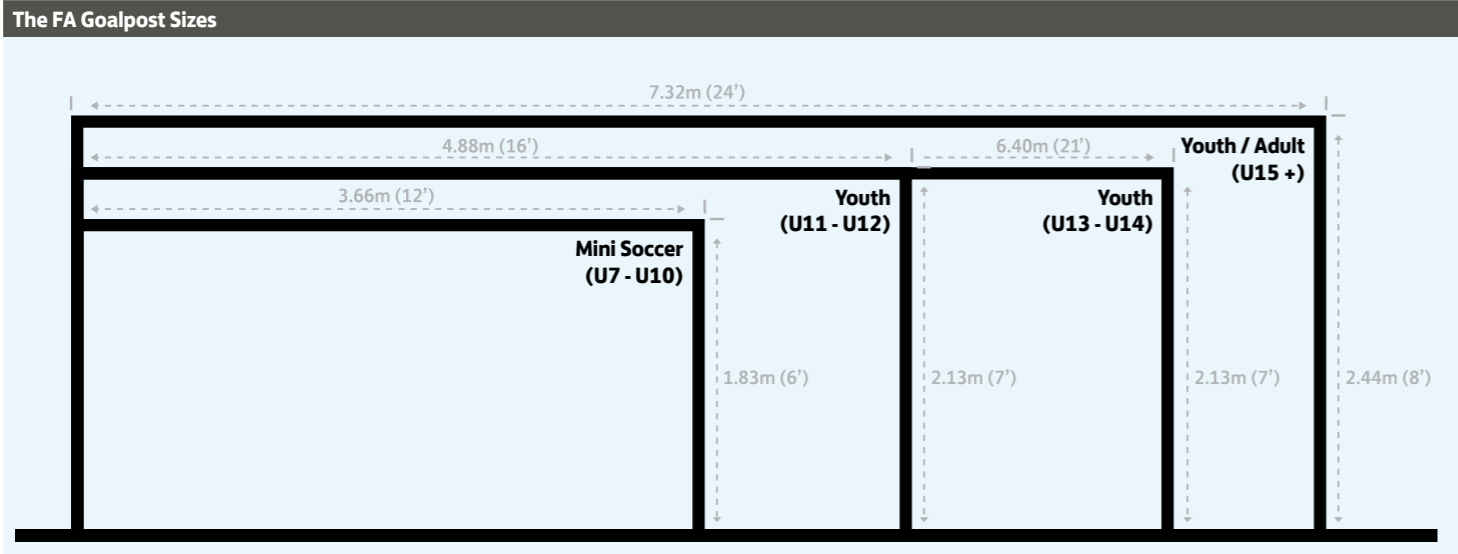 The FA Goalpost Sizes
7.32m (24’)
4.88m (16’)
6.40m (21’)
Youth / Adult
(U15 +)
3.66m (12’)
Youth
(U11 - U12)
Youth
(U13 - U14)
Mini Soccer
(U7 - U10)
1.83m (6’)
2.13m (7’)
2.13m (7’)
2.44m (8’)